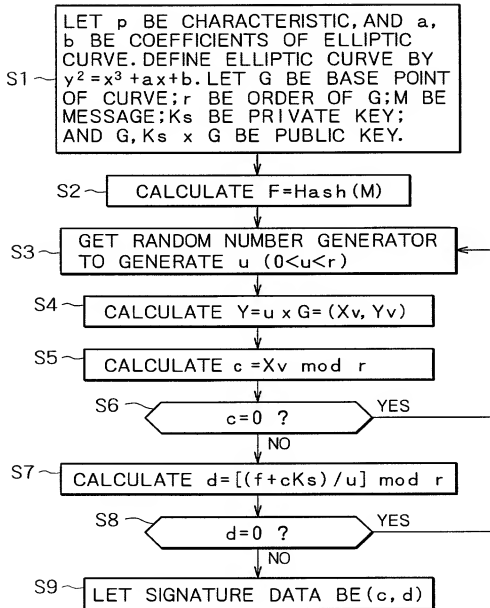 LET p BE CHARACTERISTIC, AND a,
b BE COEFFICIENTS OF ELLIPTIC
CURVE. DEFINE ELLIPTIC CURVE BY
S1 y² = x³ + ax + b. LET G BE BASE POINT
OF CURVE; r BE ORDER OF G; M BE
MESSAGE; Ks BE PRIVATE KEY;
AND G, Ks x G BE PUBLIC KEY.
S2 CALCULATE F=Hash(M)
S3 GET RANDOM NUMBER GENERATOR
TO GENERATE u (0<u<r)
S4 CALCULATE Y=u x G=(Xv, Yv)
S5 CALCULATE c =Xv mod r
S6 c=0 ? YES
NO
S7 CALCULATE d=[(f+cKs)/u] mod r
S8 d=0 ? YES
NO
S9 LET SIGNATURE DATA BE(c, d)